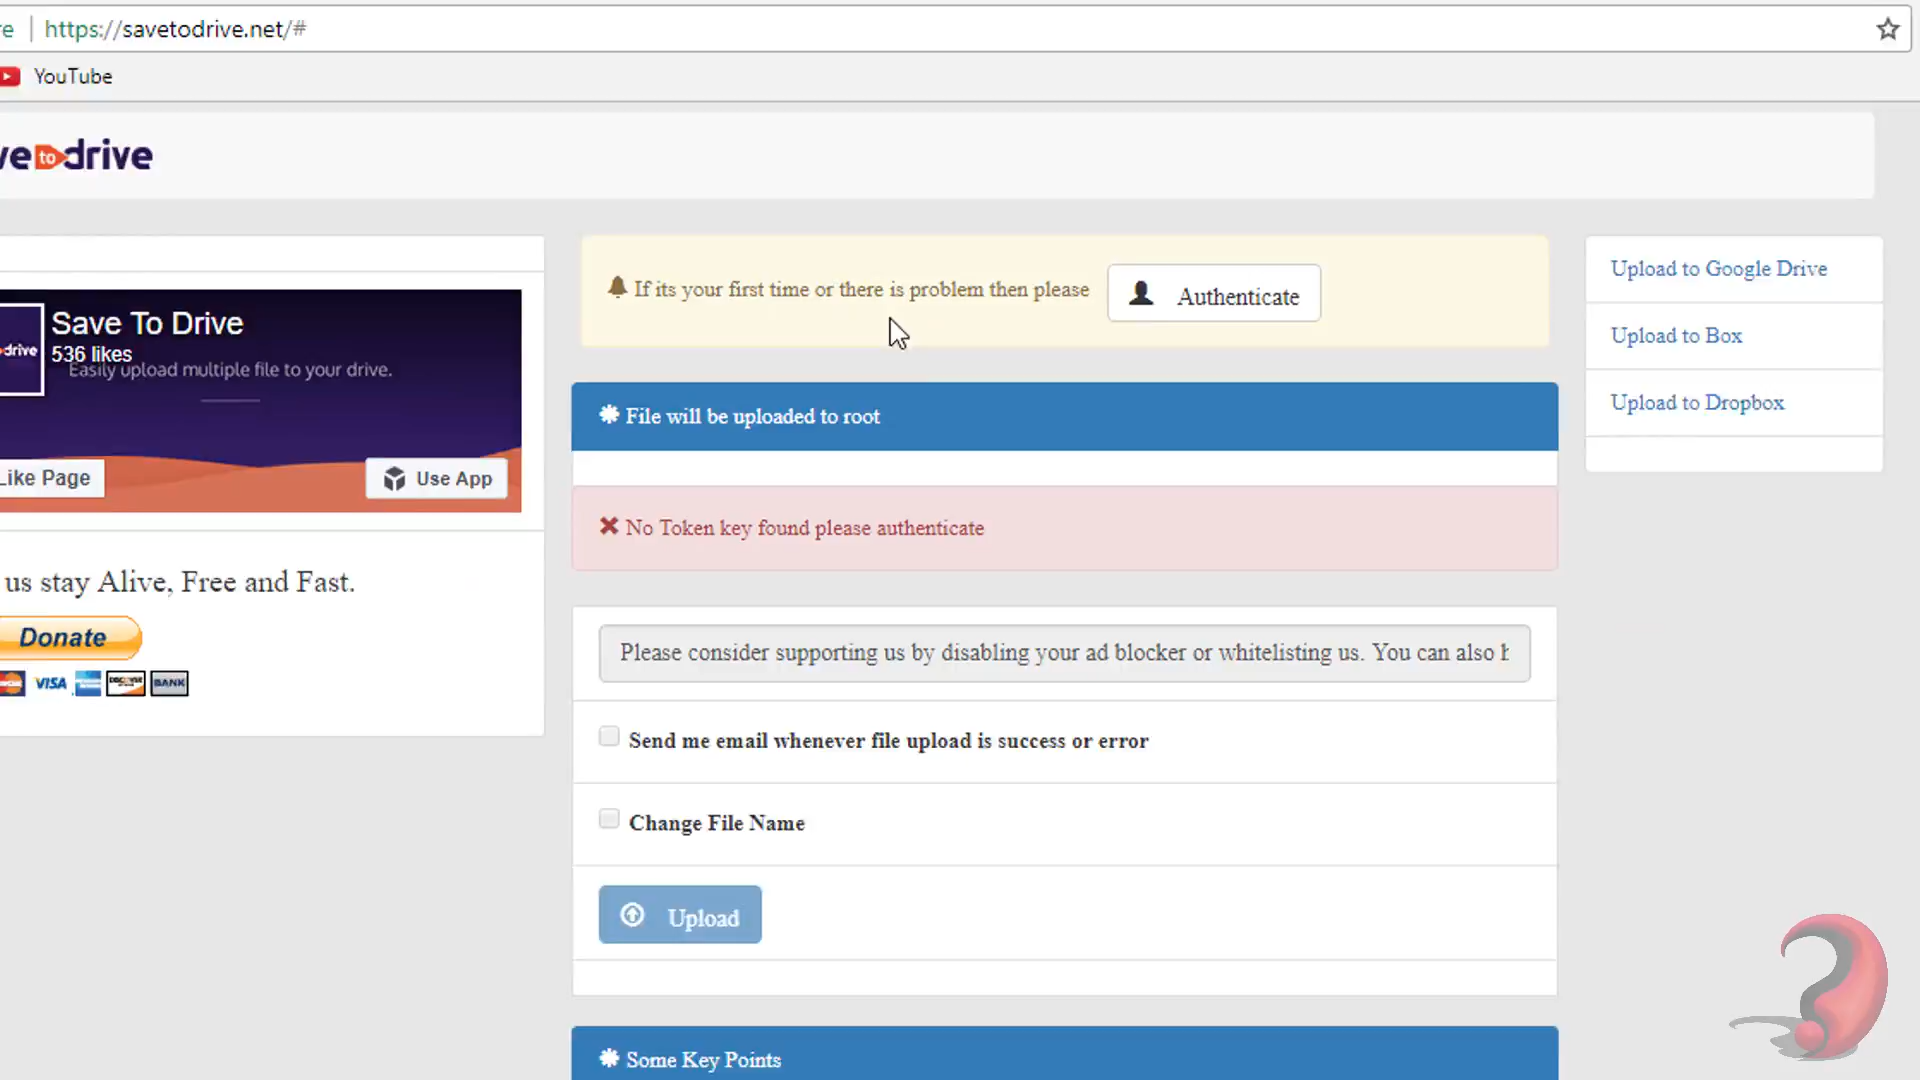 re | https://savetodrive.net/#
YouTube
ve to drive
If its your first time or there is problem then please
Authenticate
Upload to Google Drive
Upload to Box
Upload to Dropbox
drive
Save To Drive
536 likes
Easily upload multiple file to your drive.
Like Page
Use App
File will be uploaded to root
No Token key found please authenticate
us stay Alive, Free and Fast.
Donate
VISA
DISCOVER
BANK
Please consider supporting us by disabling your ad blocker or whitelisting us. You can also h
Send me email whenever file upload is success or error
Change File Name
Upload
Some Key Points